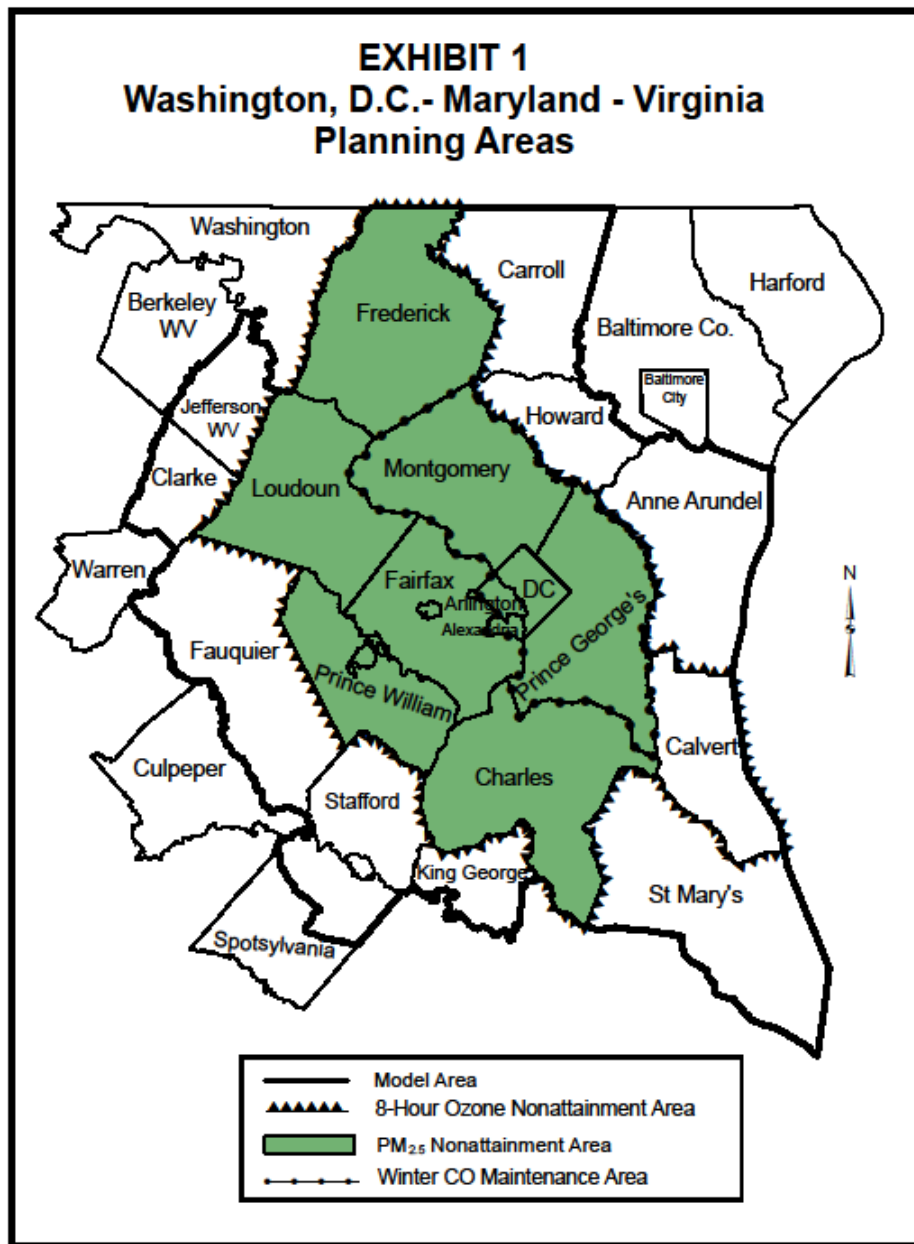 EXHIBIT 1
Washington, D.C.- Maryland - Virginia
Planning Areas
Washington
Carroll
Harford
Frederick
Berkeley
WV
Baltimore Co.
Baltimore
City
Jefferson
WV
Howard
Montgomery
Clarke
Loudoun
Anne Arundel
Warren
Fairfax
DC
Arlington
Alexandria
N
Fauquier
Prince George's
Prince William
Calvert
Culpeper
Charles
Stafford
King George
St Mary's
Spotsylvania
Model Area
8-Hour Ozone Nonattainment Area
PM2.5 Nonattainment Area
Winter CO Maintenance Area